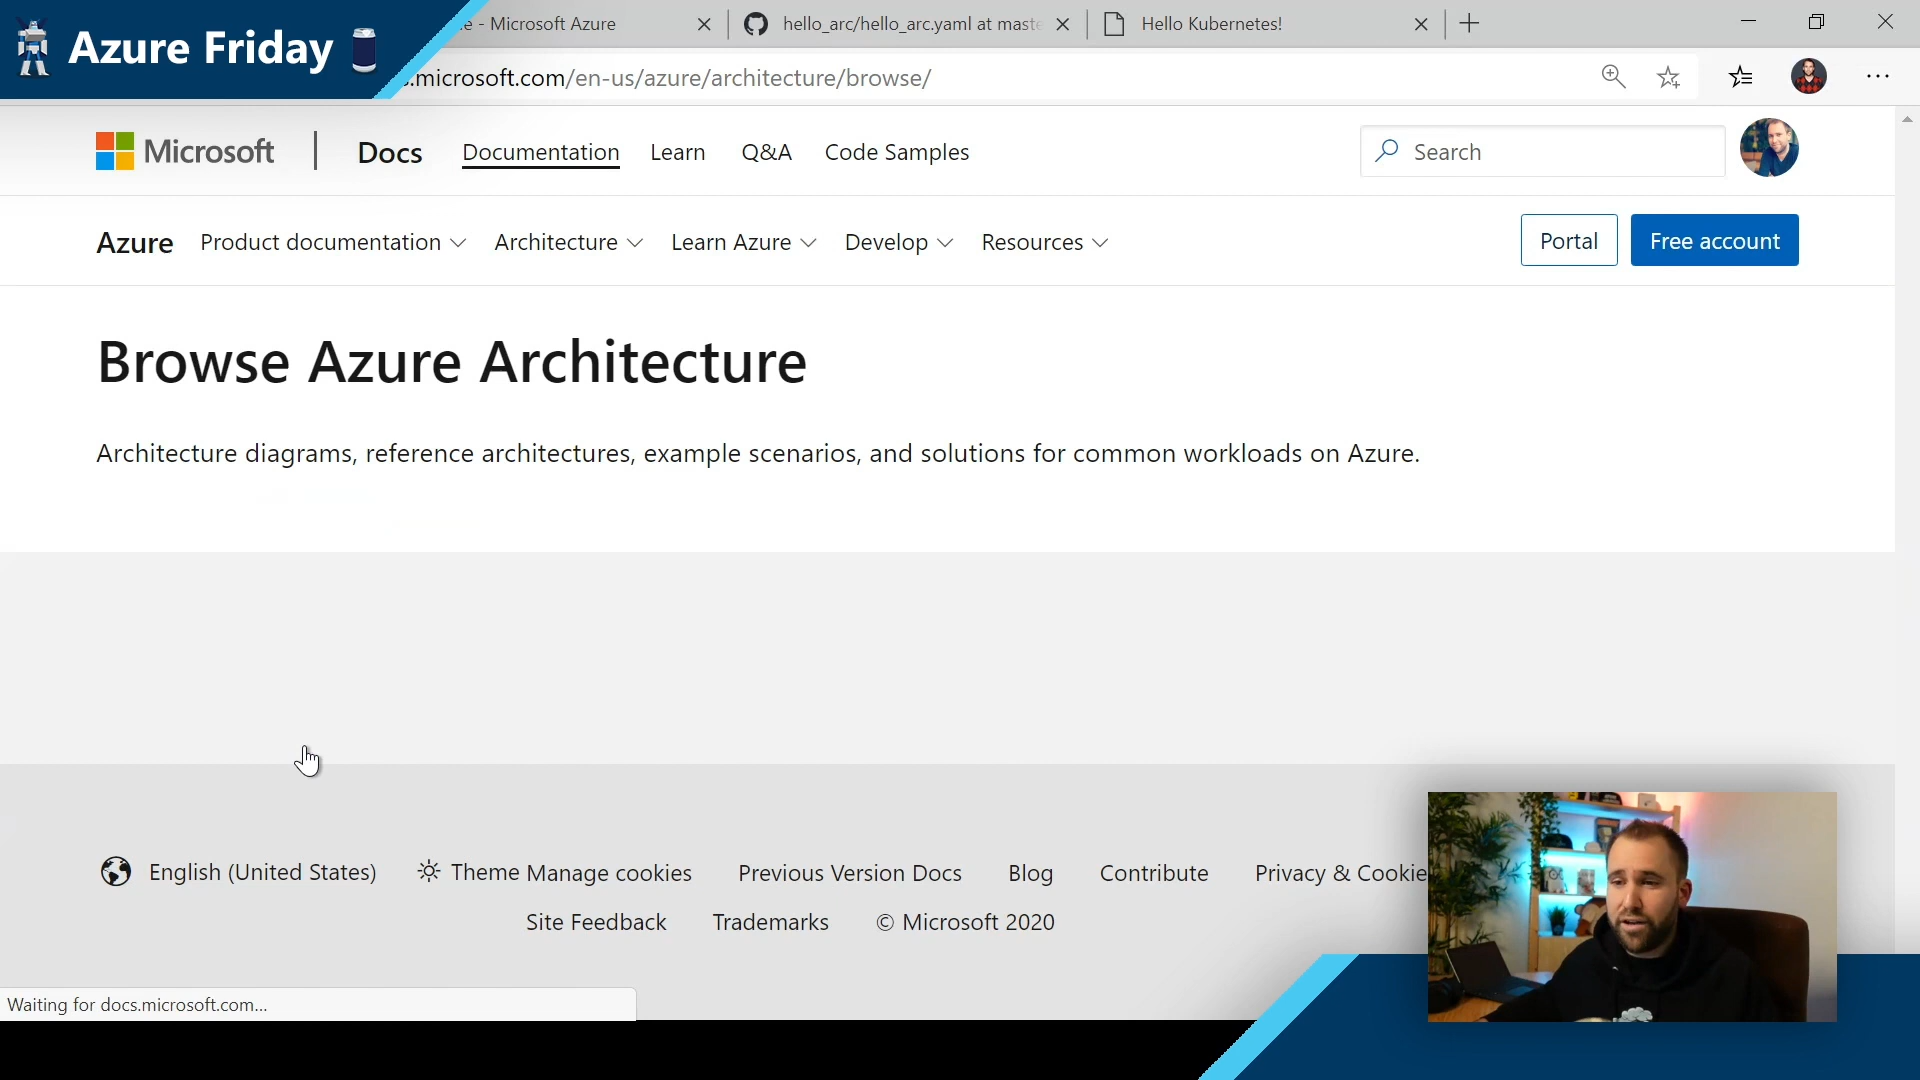 Azure Friday
e - Microsoft Azure
hello_arc/hello_arc.yaml at maste
Hello Kubernetes!
.microsoft.com/en-us/azure/architecture/browse/
Microsoft
Docs
Documentation
Learn
Q&A
Code Samples
Search
Azure
Product documentation
Architecture
Learn Azure
Develop
Resources
Portal
Free account
Browse Azure Architecture
Architecture diagrams, reference architectures, example scenarios, and solutions for common workloads on Azure.
English (United States)
Theme
Manage cookies
Previous Version Docs
Blog
Contribute
Privacy & Cookie
Site Feedback
Trademarks
© Microsoft 2020
Waiting for docs.microsoft.com...